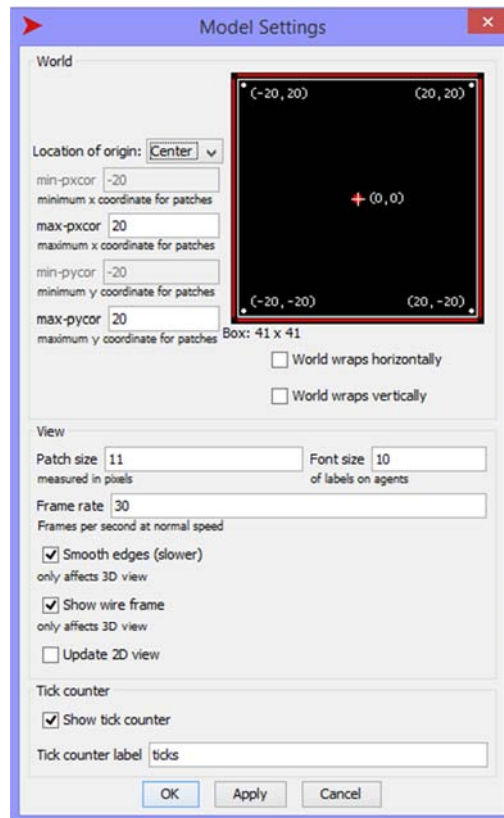 Model Settings
World
(-20,20) (20,20)
Location of origin: Center
min-pxcor -20
minimum x coordinate for patches
max-pxcor 20
maximum x coordinate for patches
(0,0)
min-pycor -20
minimum y coordinate for patches
max-pycor 20
maximum y coordinate for patches
(-20,-20) (20,-20)
Box: 41 x 41
World wraps horizontally
World wraps vertically
View
Patch size 11 Font size 10
measured in pixels of labels on agents
Frame rate 30
Frames per second at normal speed
Smooth edges (slower)
only affects 3D view
Show wire frame
only affects 3D view
Update 2D view
Tick counter
Show tick counter
Tick counter label ticks
OK Apply Cancel